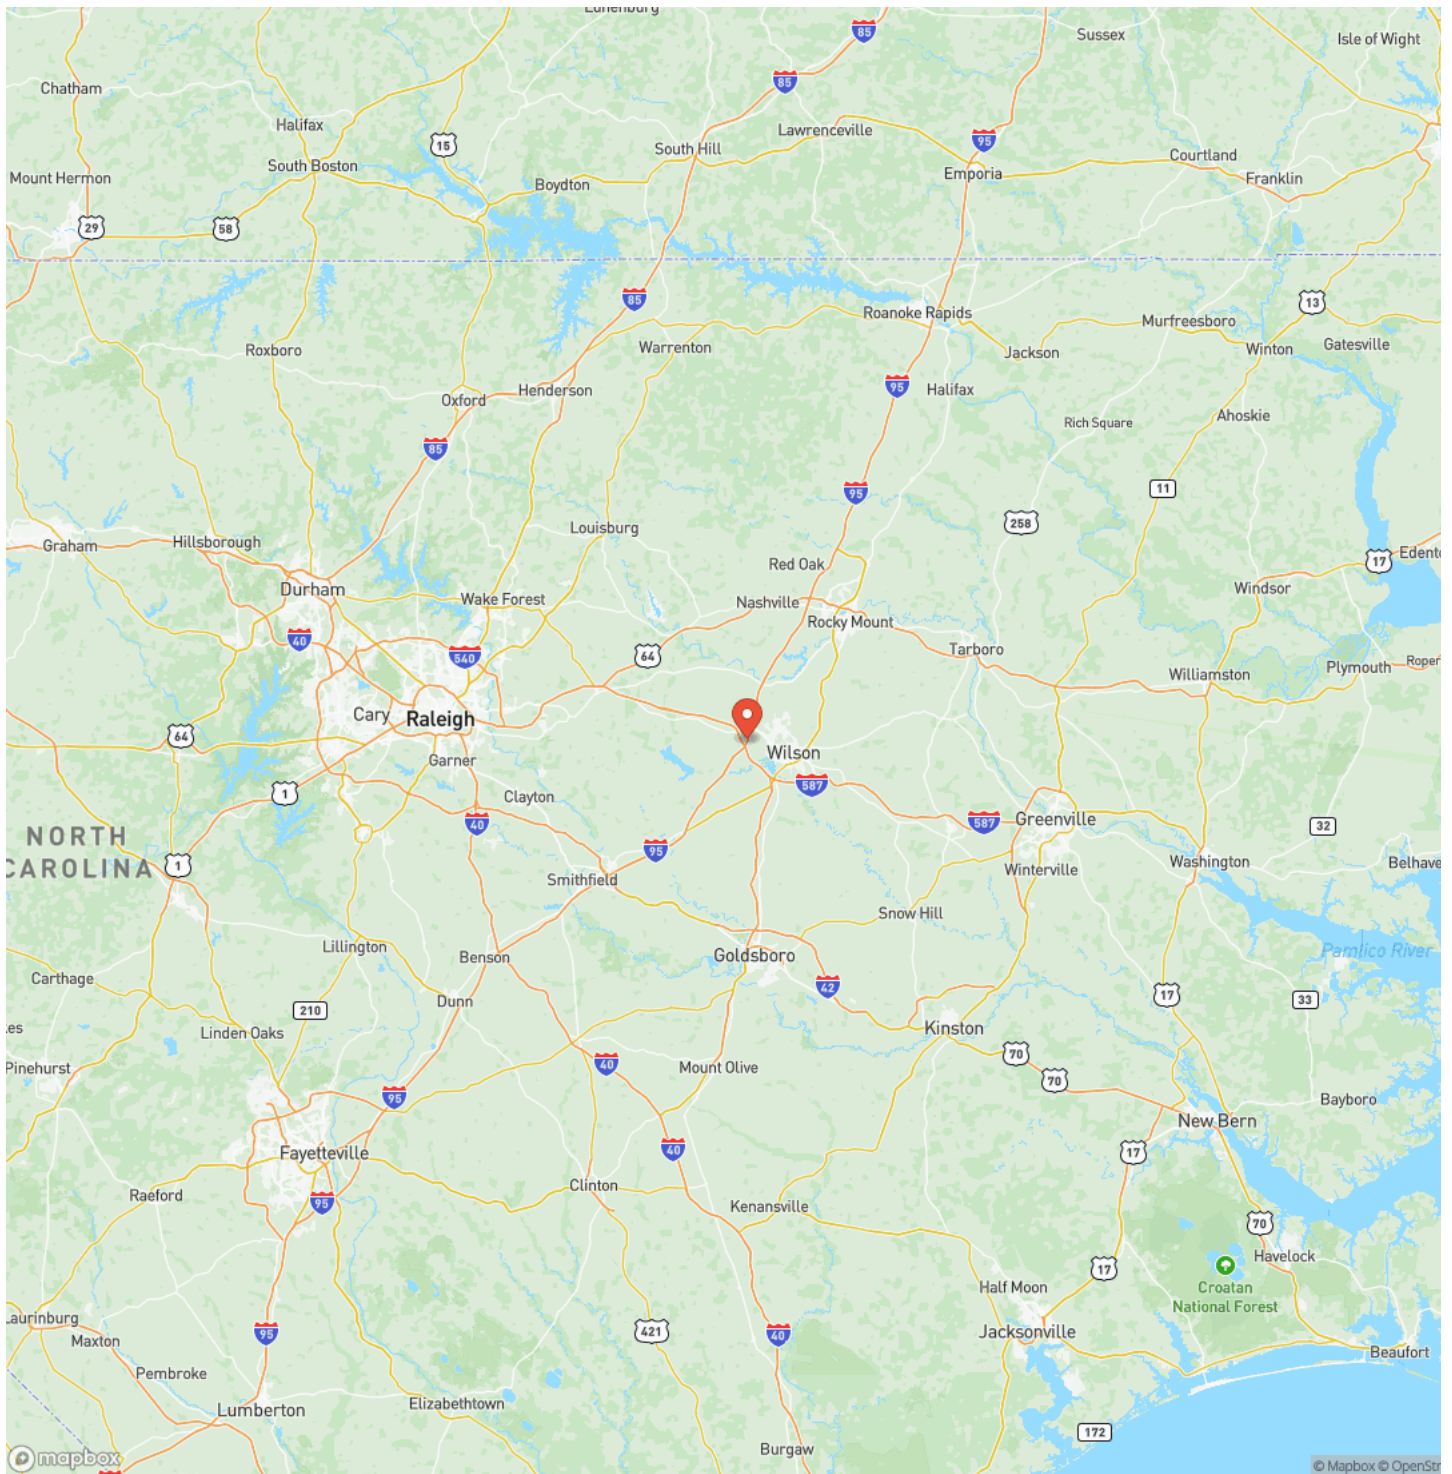 Lunenburg
85
Sussex
Isle of Wight
85
Chatham
Halifax
15
Lawrenceville
95
South Hill
Courtland
South Boston
Emporia
Mount Hermon
Boydton
Franklin
29
58
85
13
Roanoke Rapids
Murfreesboro
Gatesville
Roxboro
Warrenton
Jackson
Winton
Henderson
95
Halifax
Oxford
Ahoskie
Rich Square
85
11
95
258
Louisburg
Graham
Hillsborough
Edento
Red Oak
17
Durham
Windsor
Wake Forest
Nashville
Rocky Mount
40
540
64
Tarboro
Plymouth
Roper
Williamston
Cary
Raleigh
64
Wilson
Garner
587
1
Clayton
40
587
Greenville
32
NORTH
CAROLINA
1
95
Washington
Belhave
Winterville
Smithfield
Snow Hill
Lillington
Goldsboro
Pamlico River
Benson
Carthage
42
17
33
Dunn
210
les
Linden Oaks
Kinston
70
40
Mount Olive
Pinehurst
70
95
Bayboro
New Bern
40
17
Fayetteville
Clinton
Raeford
95
Kenansville
70
Havelock
17
Half Moon
Croatan
National Forest
Laurinburg
95
421
40
Jacksonville
Maxton
Beaufort
Pembroke
Elizabethtown
Lumberton
172
Burgaw
mapbox
© Mapbox © OpenStr